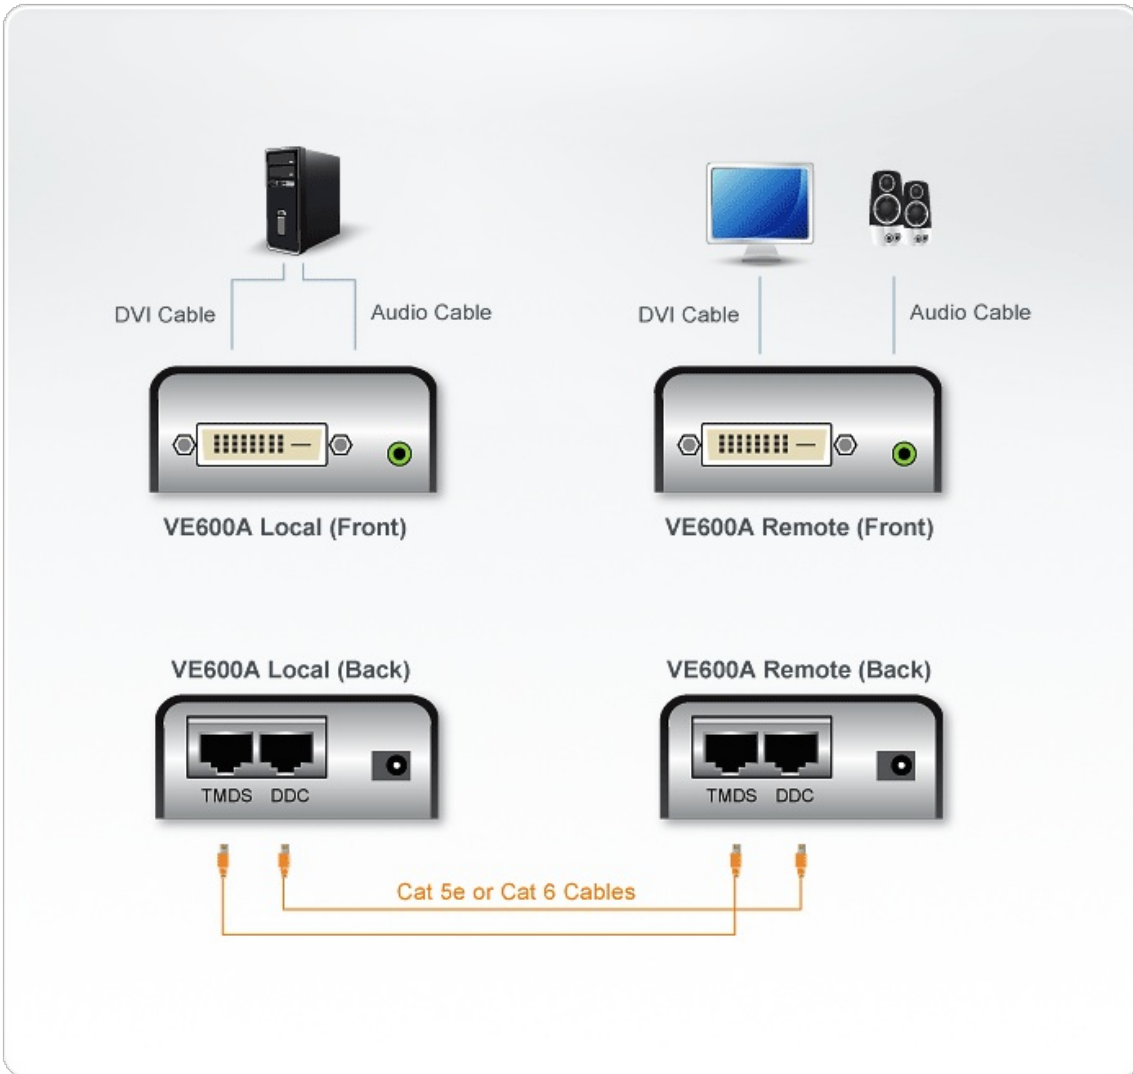 DVI Cable
Audio Cable
DVI Cable
Audio Cable
VE600A Local (Front)
VE600A Remote (Front)
VE600A Local (Back)
VE600A Remote (Back)
TMDS DDC
TMDS DDC
Cat 5e or Cat 6 Cables